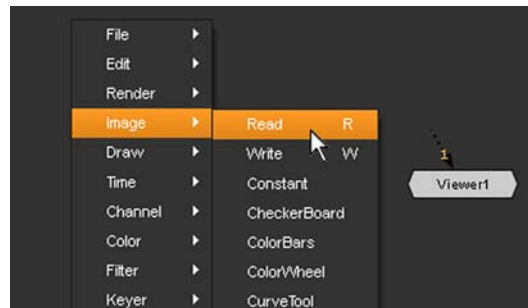 File
Edit
Render
Image
Draw
Time
Channel
Color
Filter
Keyer
Read R
Write W
Constant
CheckerBoard
ColorBars
ColorWheel
CurveTool
1
Viewer1